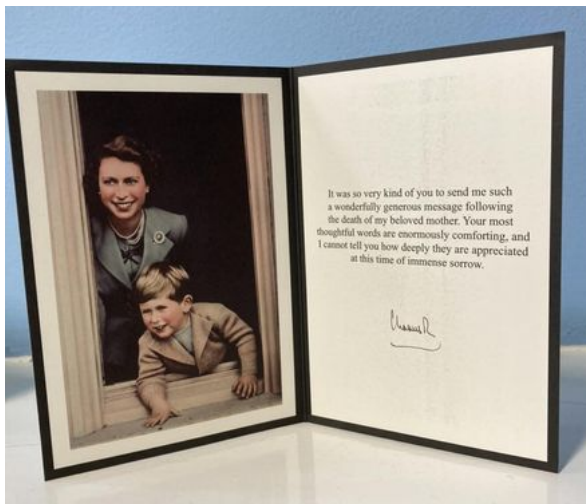 It was so very kind of you to send me such
a wonderfully generous message following
the death of my beloved mother. Your most
thoughtful words are enormously comforting, and
I cannot tell you how deeply they are appreciated
at this time of immense sorrow.
Charles R